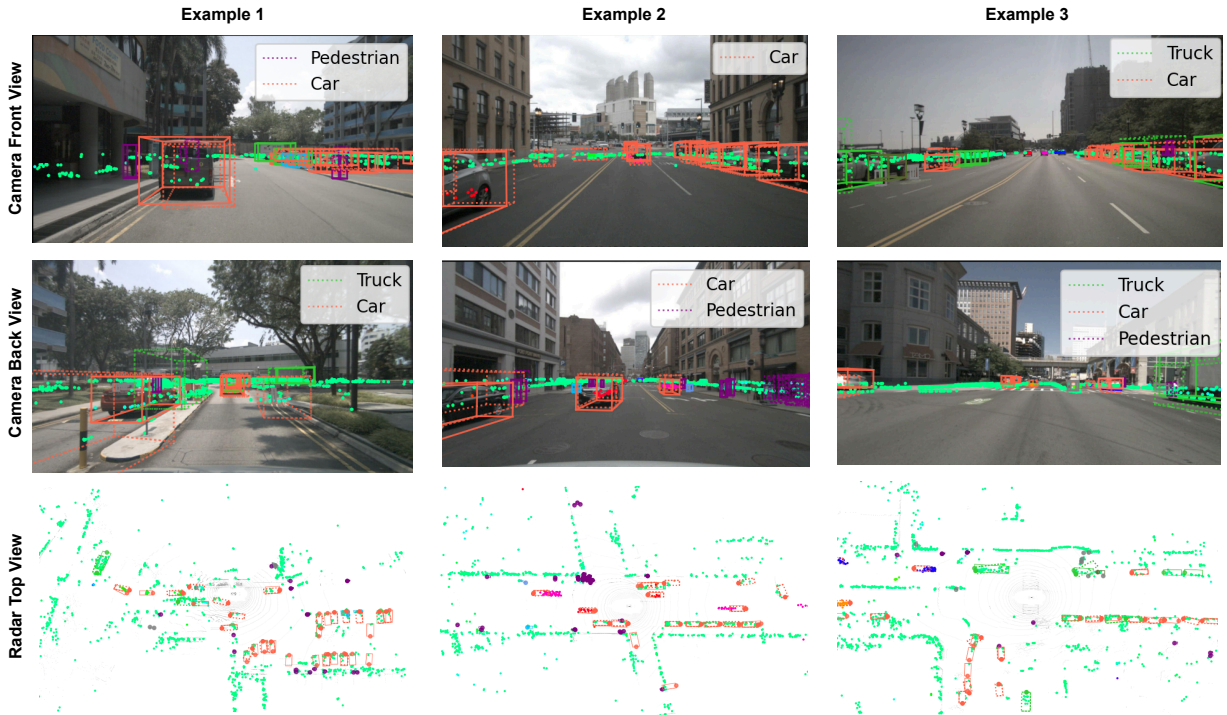 Example 1
Example 2
Example 3
Camera Front View
Pedestrian
Car
Car
Truck
Car
Camera Back View
Truck
Car
Car
Pedestrian
Truck
Car
Pedestrian
Radar Top View